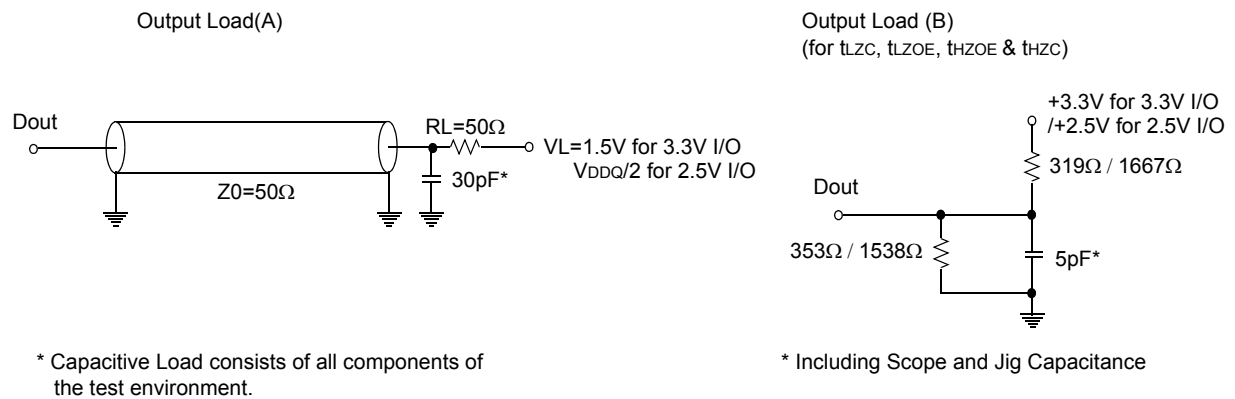 Output Load(A)
Dout
Z0=50Ω
RL=50Ω
30pF*
VL=1.5V for 3.3V I/O
VDDQ/2 for 2.5V I/O
* Capacitive Load consists of all components of
the test environment.
Output Load (B)
(for tLZC, tLZOE, tHZOE & tHZC)
+3.3V for 3.3V I/O
/+2.5V for 2.5V I/O
319Ω / 1667Ω
Dout
353Ω / 1538Ω
5pF*
* Including Scope and Jig Capacitance